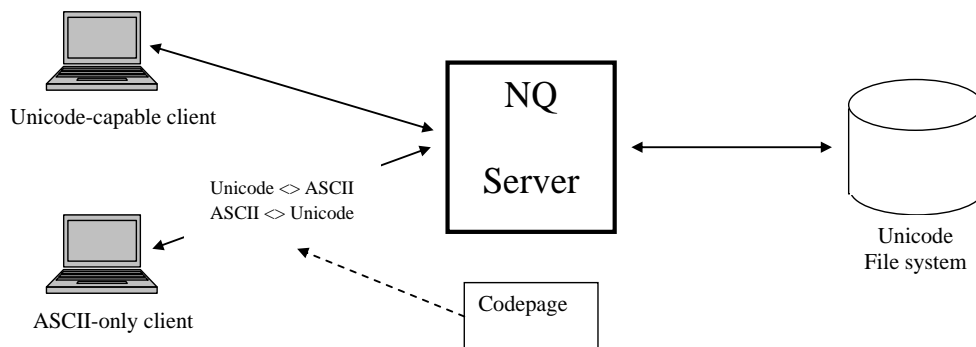 Unicode-capable client
NQ
Server
Unicode <> ASCII
ASCII <> Unicode
Unicode
File system
ASCII-only client
Codepage